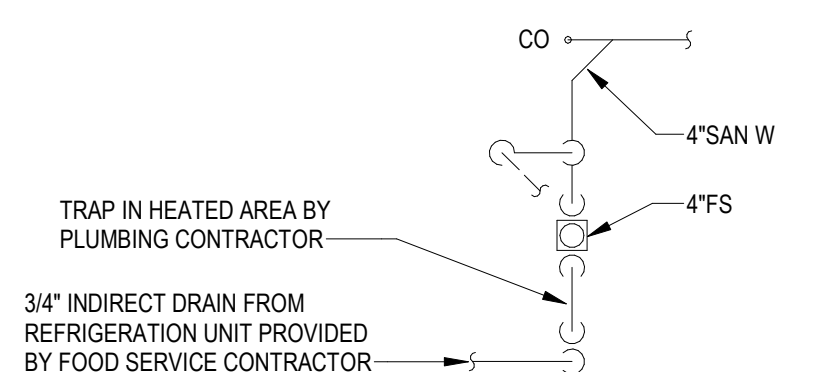 CO
4"SAN W
4"FS
TRAP IN HEATED AREA BY
PLUMBING CONTRACTOR
3/4" INDIRECT DRAIN FROM
REFRIGERATION UNIT PROVIDED
BY FOOD SERVICE CONTRACTOR